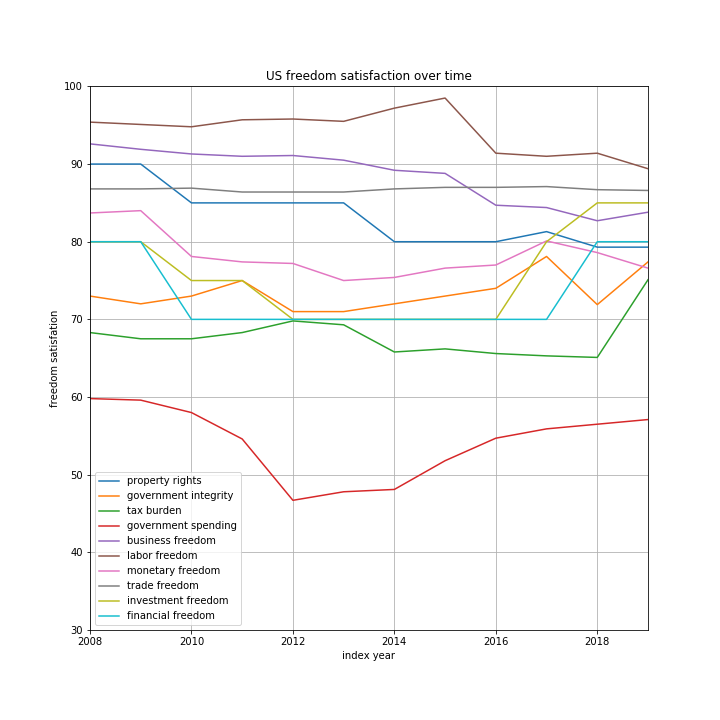 US freedom satisfaction over time
100
90
80
70
60
50
40
30
freedom satisfation
property rights
government integrity
tax burden
government spending
business freedom
labor freedom
monetary freedom
trade freedom
investment freedom
financial freedom
2008 2010 2012 2014 2016 2018
index year